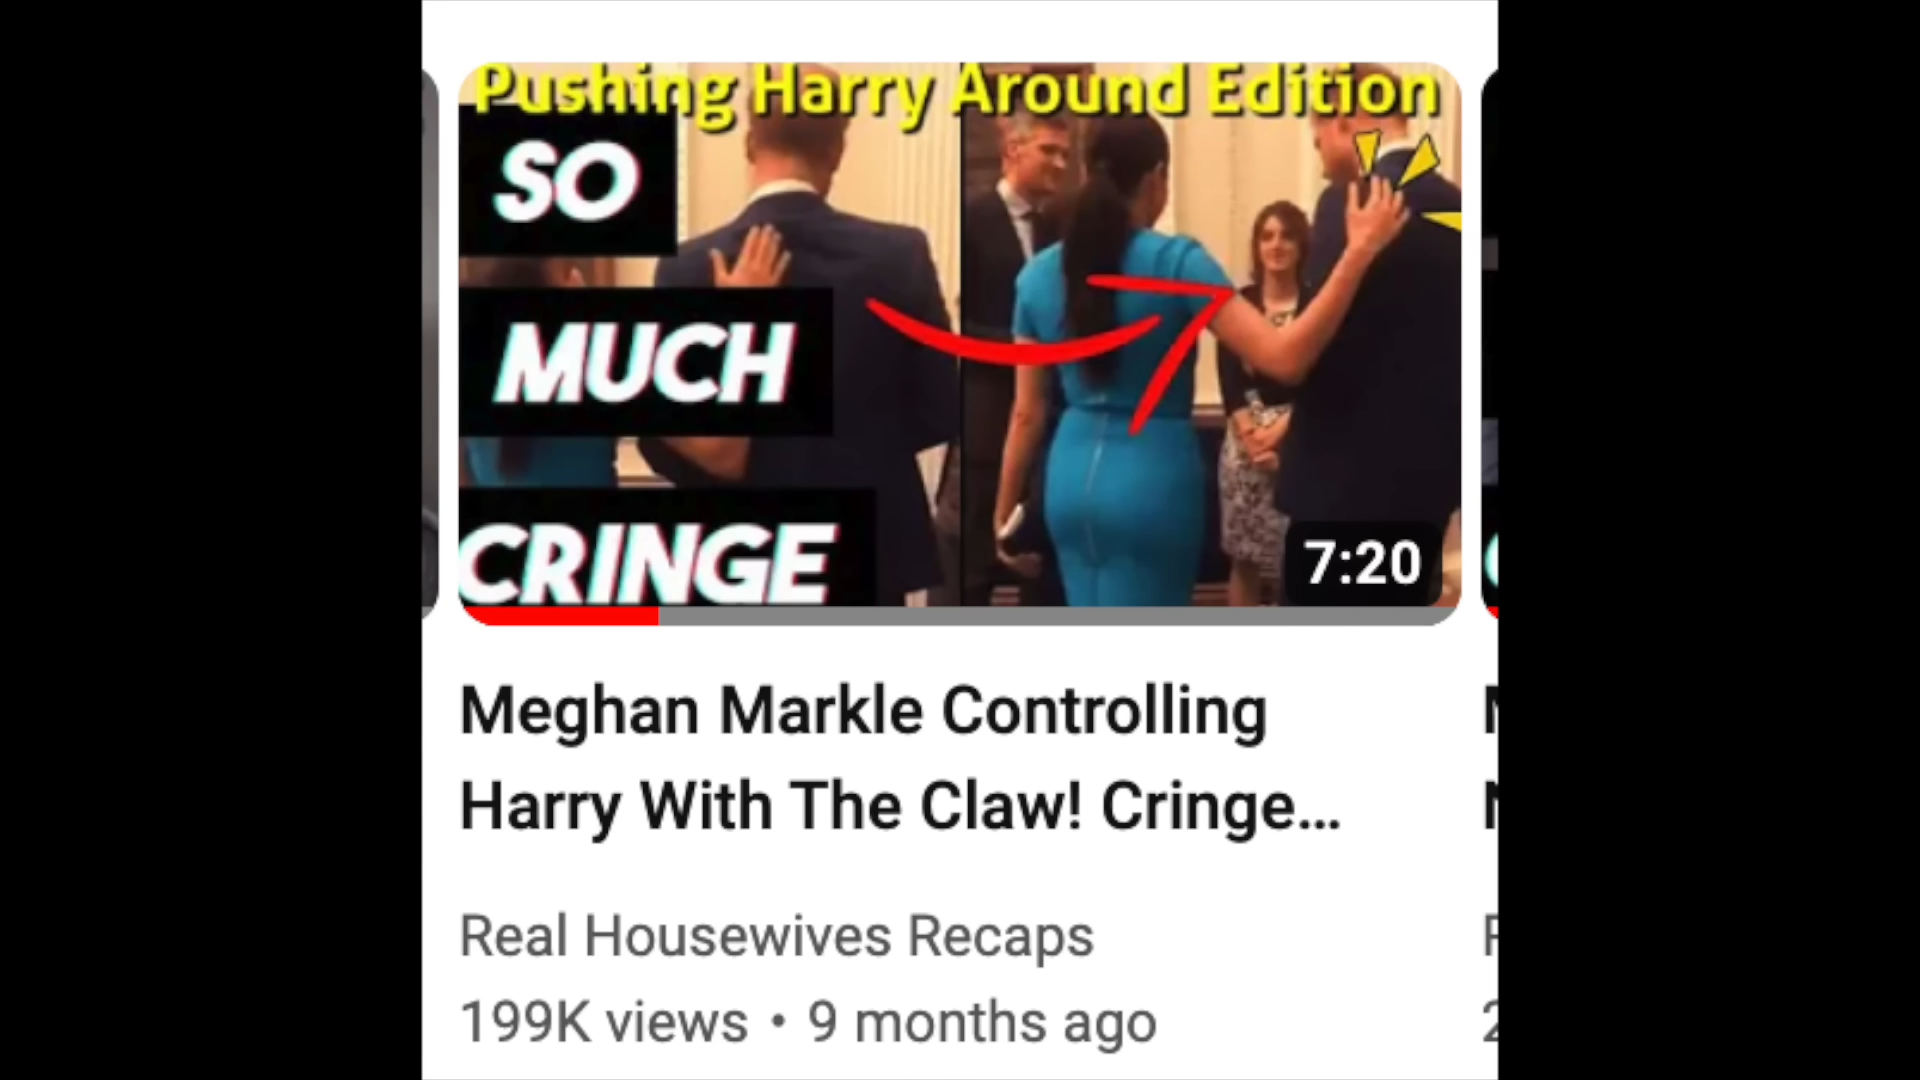 Pushing Harry Around Edition
SO
MUCH
CRINGE
7:20
Meghan Markle Controlling
Harry With The Claw! Cringe...
Real Housewives Recaps
199K views • 9 months ago